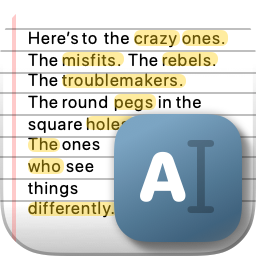 Here's to the crazy ones.
The misfits. The rebels.
The troublemakers.
The round pegs in the
square holes
The ones
who see
things
differently.
A